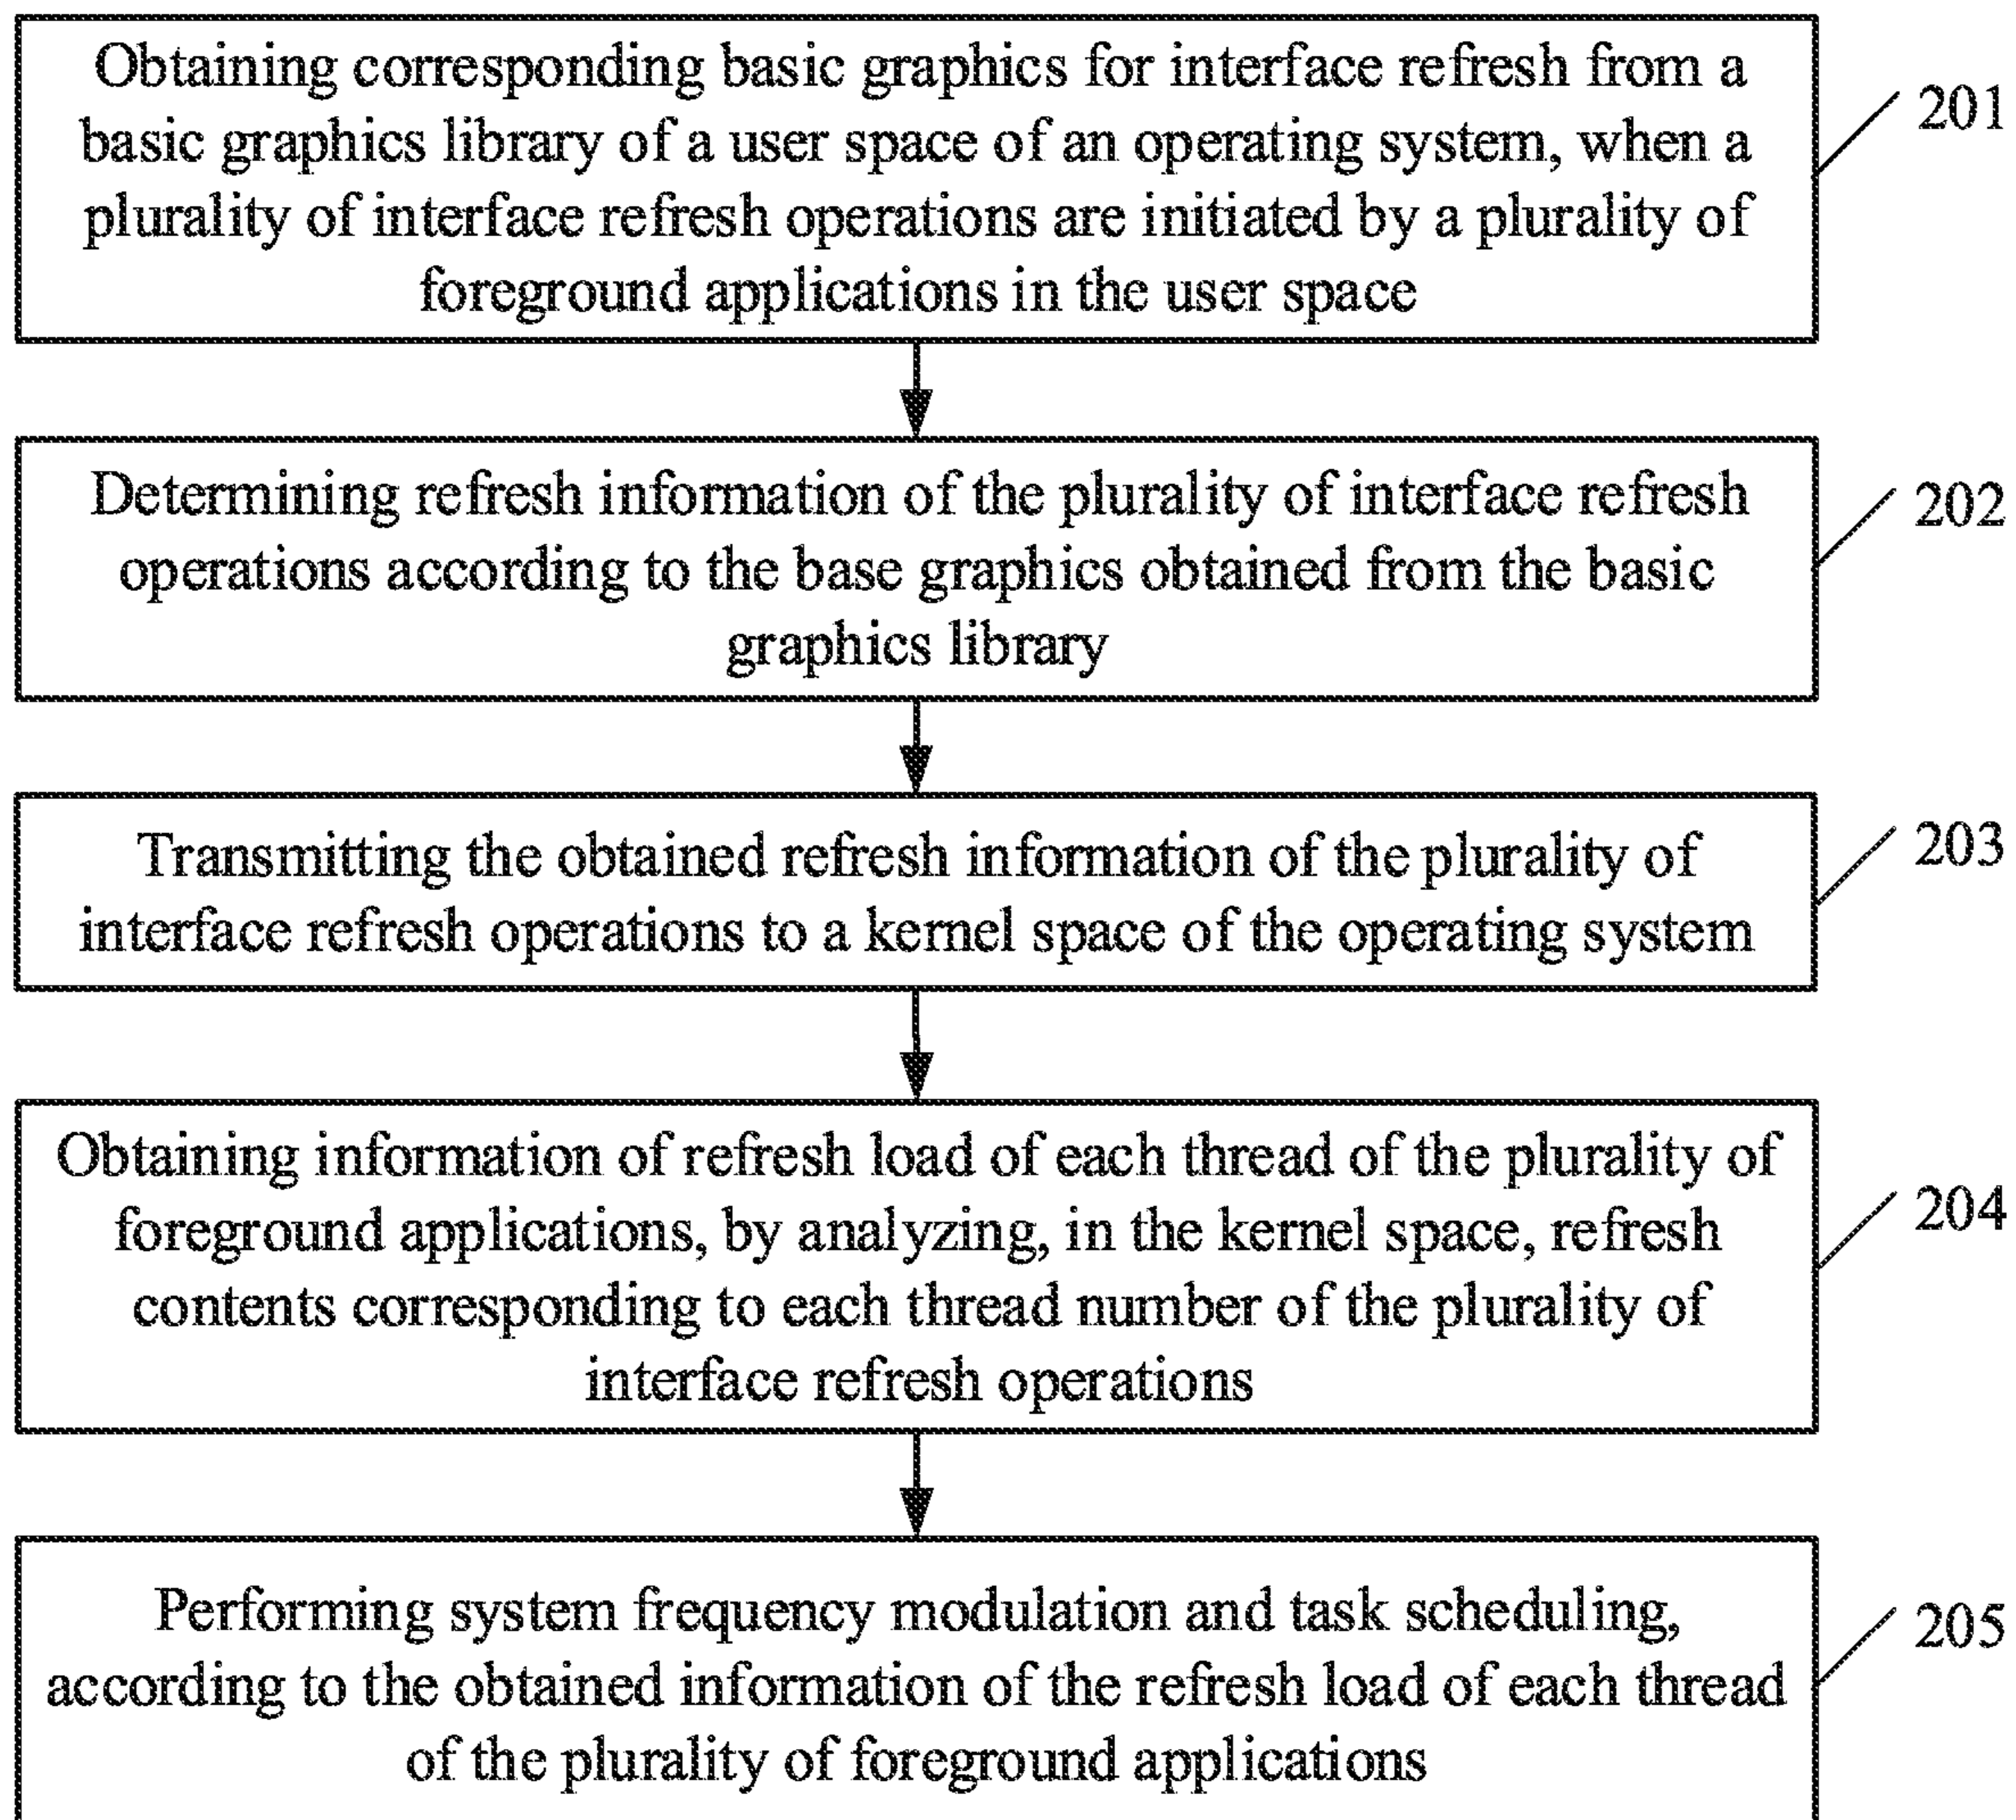 Obtaining corresponding basic graphics for interface refresh from a
basic graphics library of a user space of an operating system, when a
plurality of interface refresh operations are initiated by a plurality of
foreground applications in the user space
201
Determining refresh information of the plurality of interface refresh
operations according to the base graphics obtained from the basic
graphics library
202
Transmitting the obtained refresh information of the plurality of
interface refresh operations to a kernel space of the operating system
203
Obtaining information of refresh load of each thread of the plurality of
foreground applications, by analyzing, in the kernel space, refresh
contents corresponding to each thread number of the plurality of
interface refresh operations
204
Performing system frequency modulation and task scheduling,
according to the obtained information of the refresh load of each thread
of the plurality of foreground applications
205